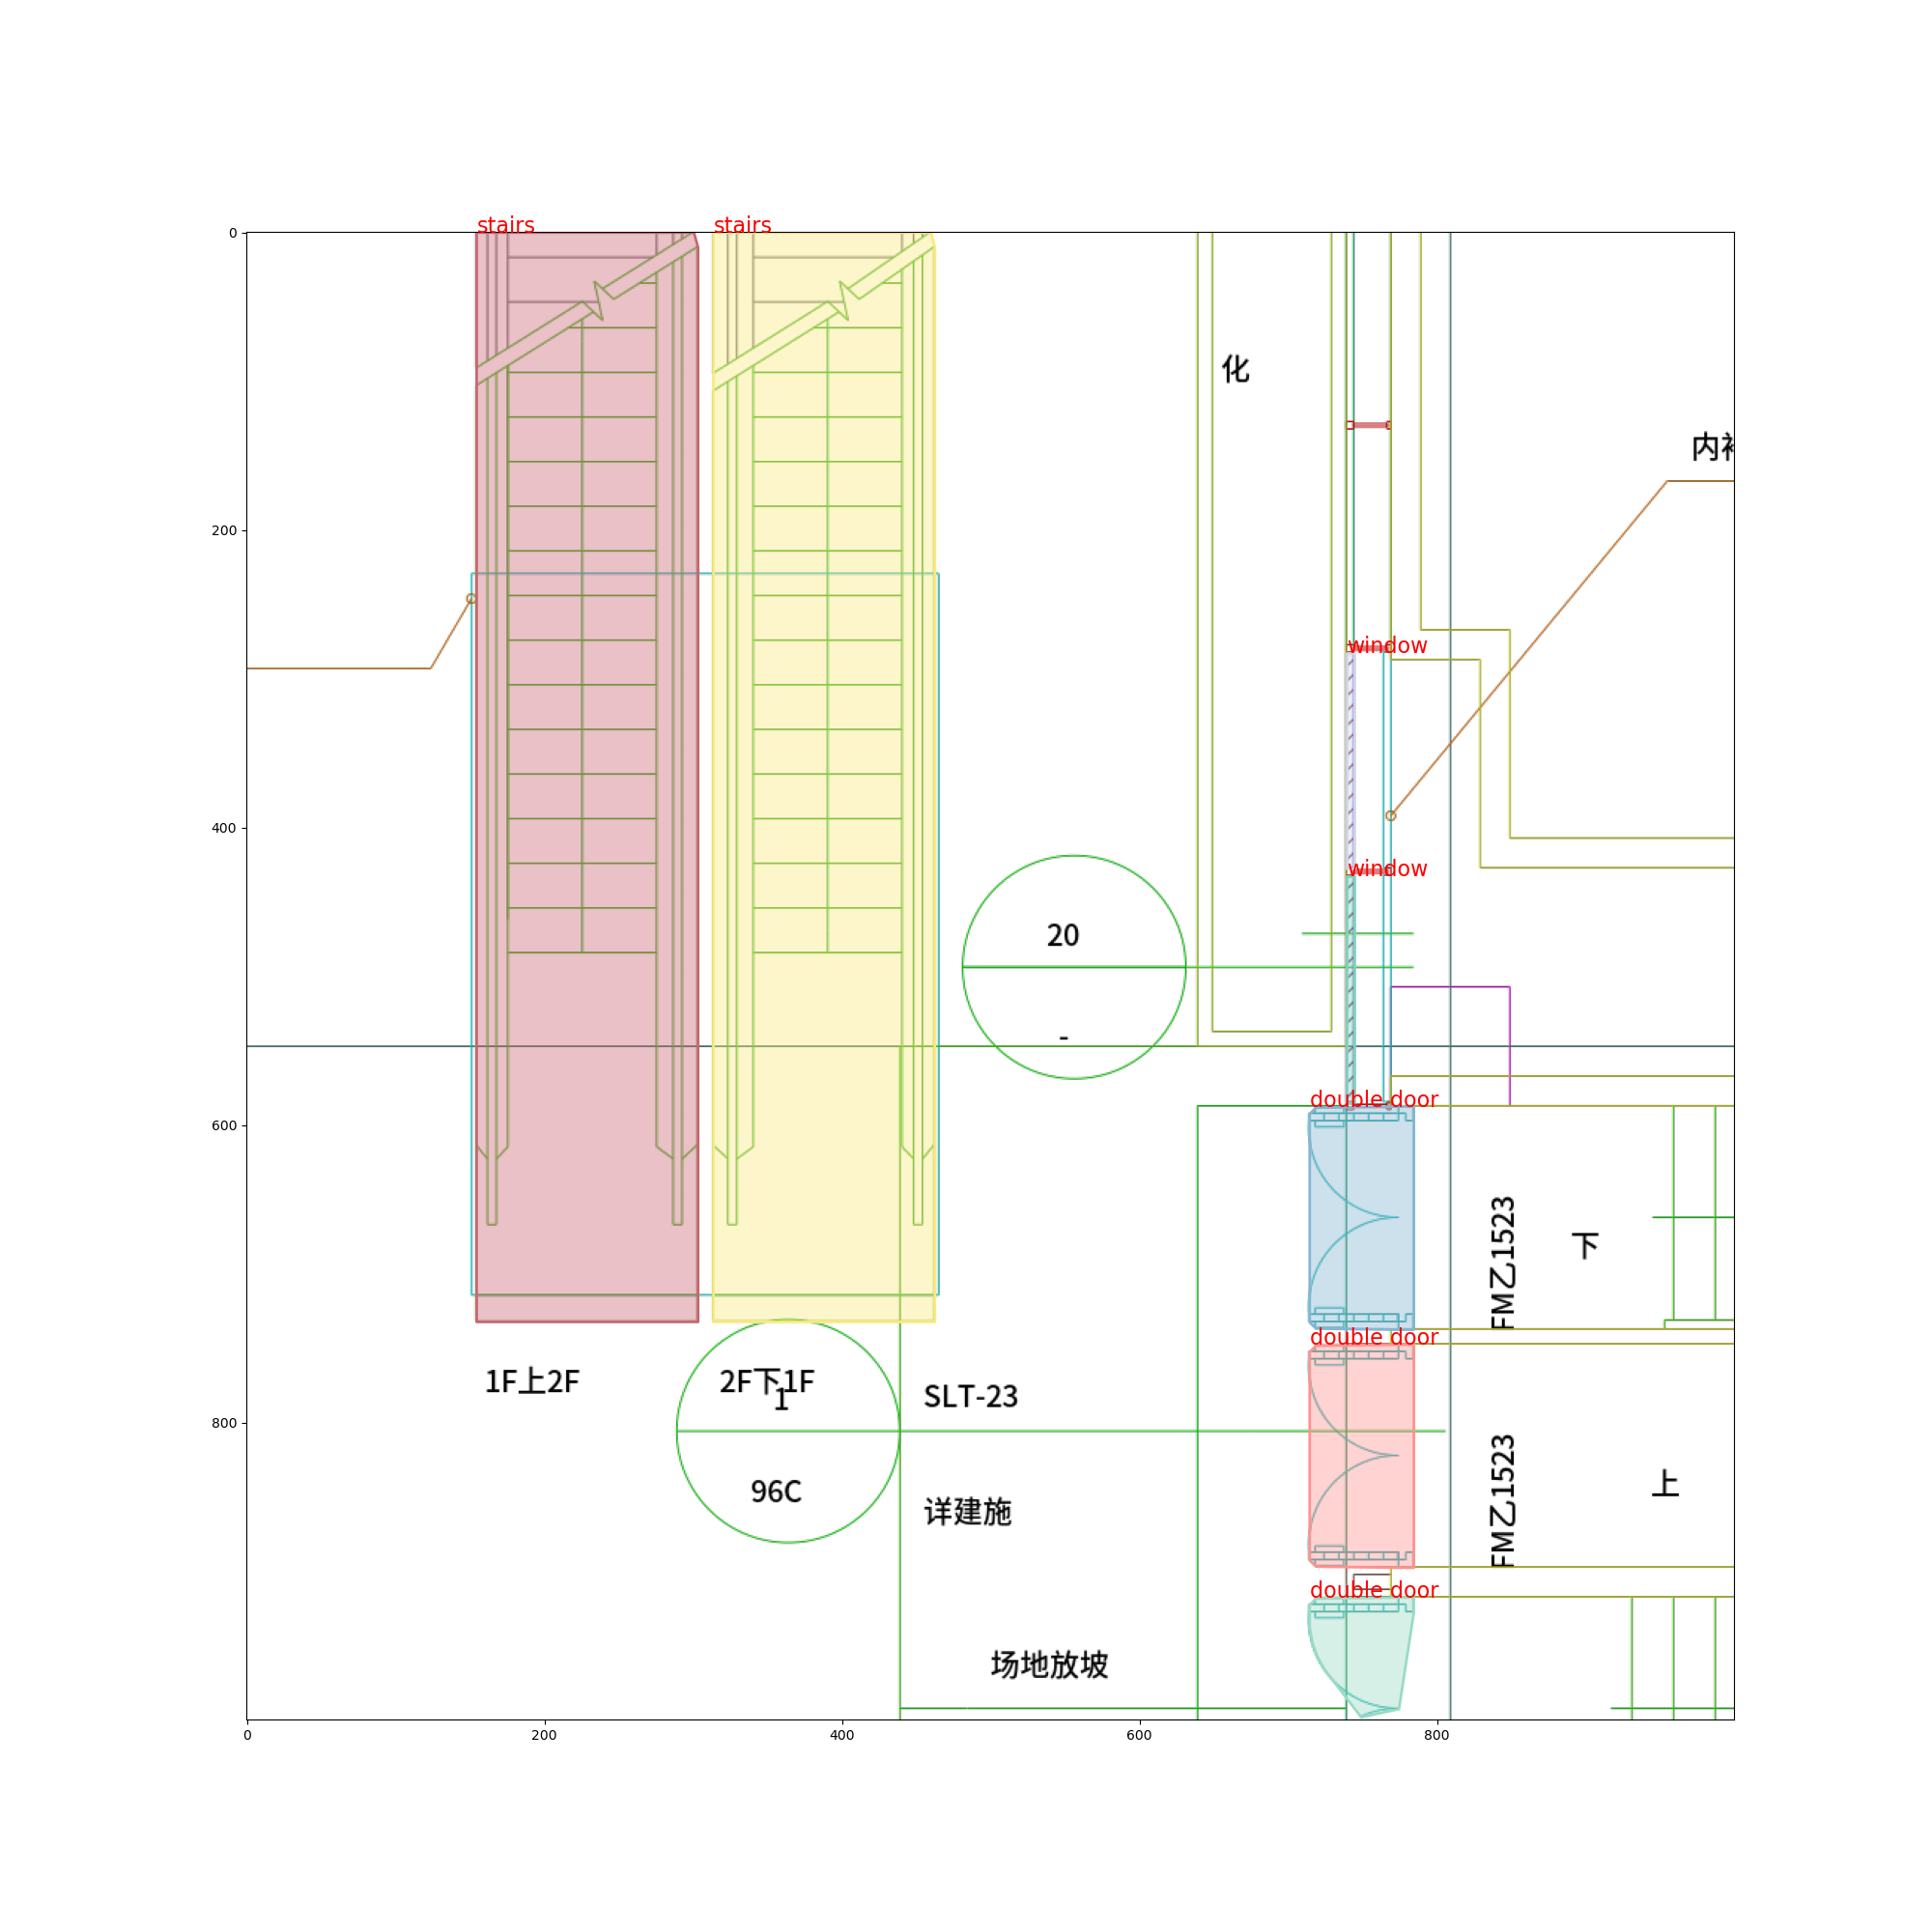 stairs
stairs
0
化
内衤
200
window
400
window
20
-
double door
600
FM乙1523
下
double door
1F上2F
2F下1F
1
SLT-23
800
96C
详建施
FM乙1523
上
double door
场地放坡
0
200
400
600
800